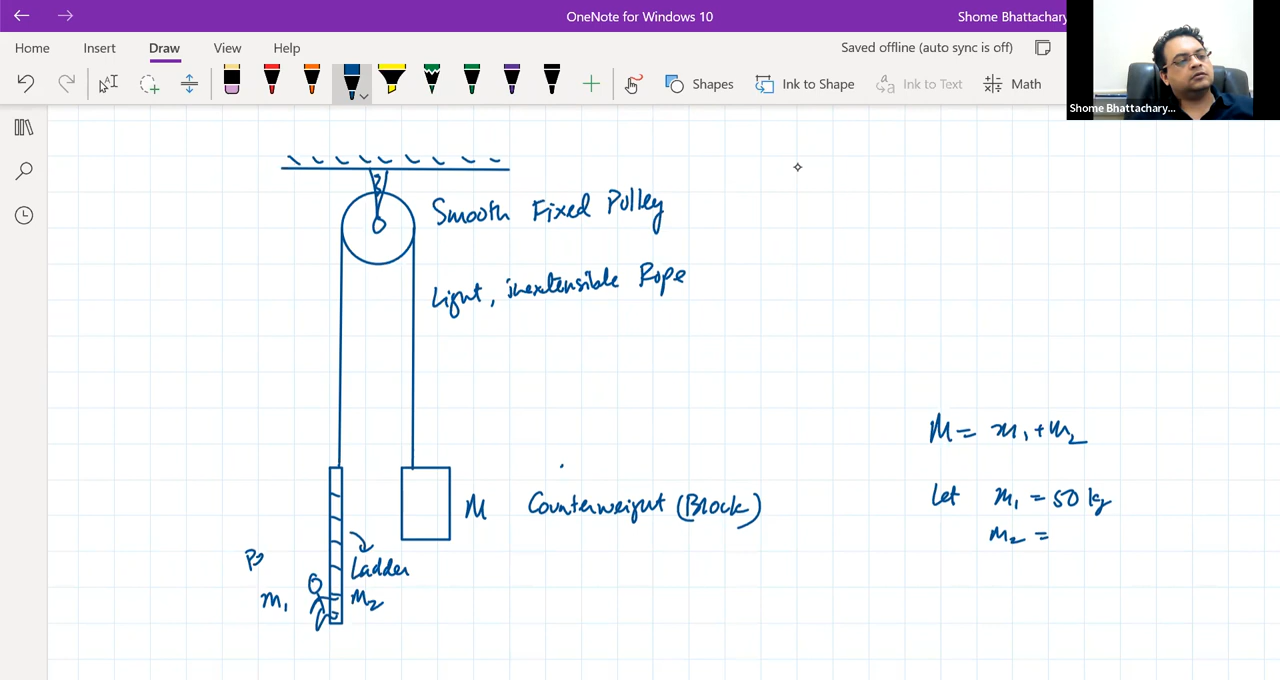 OneNote for Windows 10
Shome Bhattachary
Home Insert Draw View Help
Saved offline (auto sync is off)
Shapes Ink to Shape Ink to Text Math
Shome Bhattachary...
Smooth Fixed Pulley
Light, inextensible Rope
M = m₁ + m₂
Let m₁ = 50 kg
m₂ =
M Counterweight (Block)
Ladder
m₁
M₂